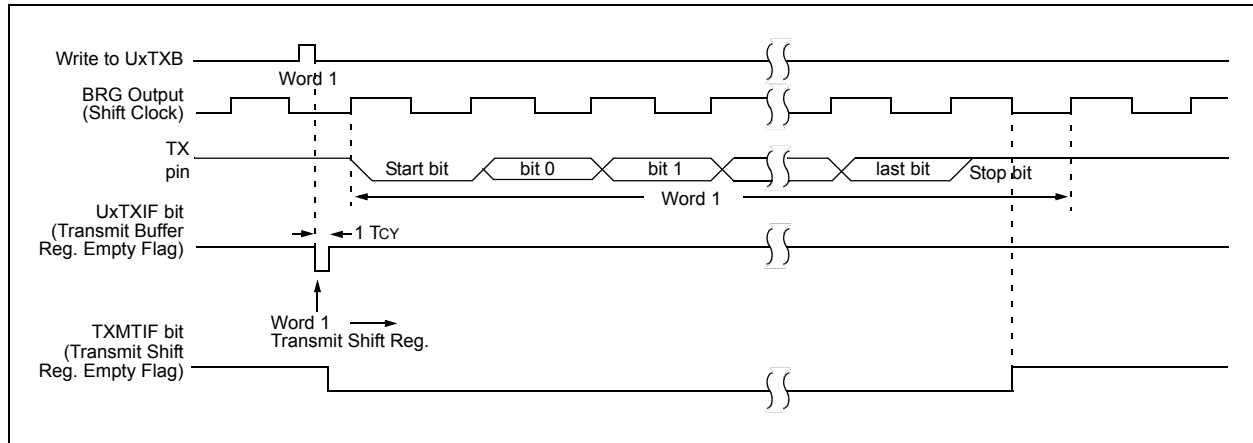 Write to UxTXB
Word 1
BRG Output
(Shift Clock)
TX
pin
Start bit
bit 0
bit 1
last bit
Stop bit
Word 1
UxTXIF bit
(Transmit Buffer
Reg. Empty Flag)
1 TCY
Word 1
Transmit Shift Reg.
TXMTIF bit
(Transmit Shift
Reg. Empty Flag)